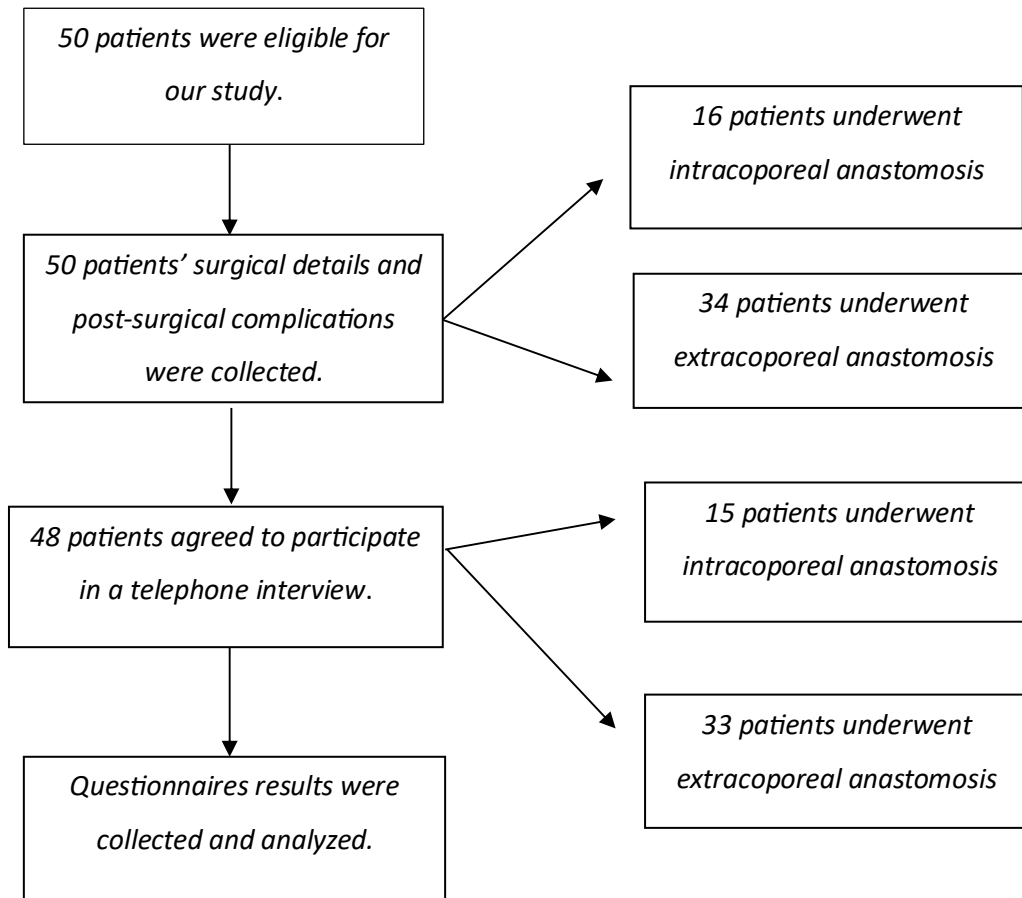 50 patients were eligible for
our study.
50 patients’ surgical details and
post-surgical complications
were collected.
16 patients underwent
intracoporeal anastomosis
34 patients underwent
extracoporeal anastomosis
48 patients agreed to participate
in a telephone interview.
15 patients underwent
intracoporeal anastomosis
33 patients underwent
extracoporeal anastomosis
Questionnaires results were
collected and analyzed.